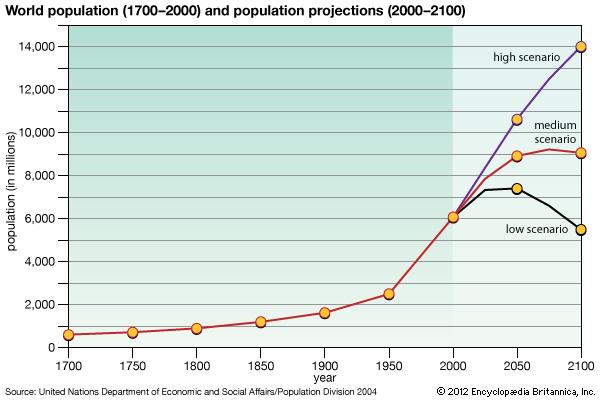 World population (1700–2000) and population projections (2000–2100)
population (in millions)
14,000
12,000
10,000
8,000
6,000
4,000
2,000
0
high scenario
medium
scenario
low scenario
1700 1750 1800 1850 1900 1950 2000 2050 2100
year
Source: United Nations Department of Economic and Social Affairs/Population Division 2004
© 2012 Encyclopædia Britannica, Inc.